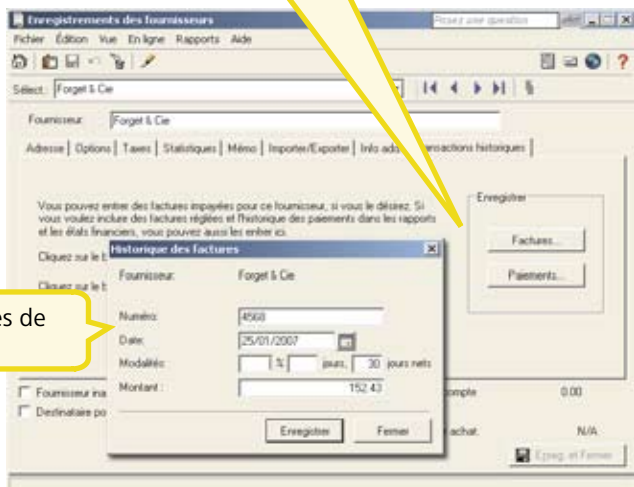 Enregistrements des fournisseurs
Posez une question
Fichier Édition Vue En ligne Rapports Aide
Sélect. Forget & Cie
Fournisseur: Forget & Cie
Adresse Options Taxes Statistiques Mémo Importer/Exporter Info transactions historiques
Vous pouvez entrer des factures impayées pour ce fournisseur, si vous le désirez. Si
vous voulez inclure des factures réglées et l'historique des paiements dans les rapports
et les états financiers, vous pouvez aussi les entrer ici.
Enregistrer
Factures...
Paiements...
Cliquez sur le
Cliquez sur le
Historique des factures
Fournisseur: Forget & Cie
Numéro: 4568
Date: 25/01/2007
Modalités: % jours, 30 jours nets
Montant: 152.43
Enregistrer Fermer
es de
Fournisseur ina
Destinataire po
compte 0.00
achat. N/A
Enreg. et Fermer